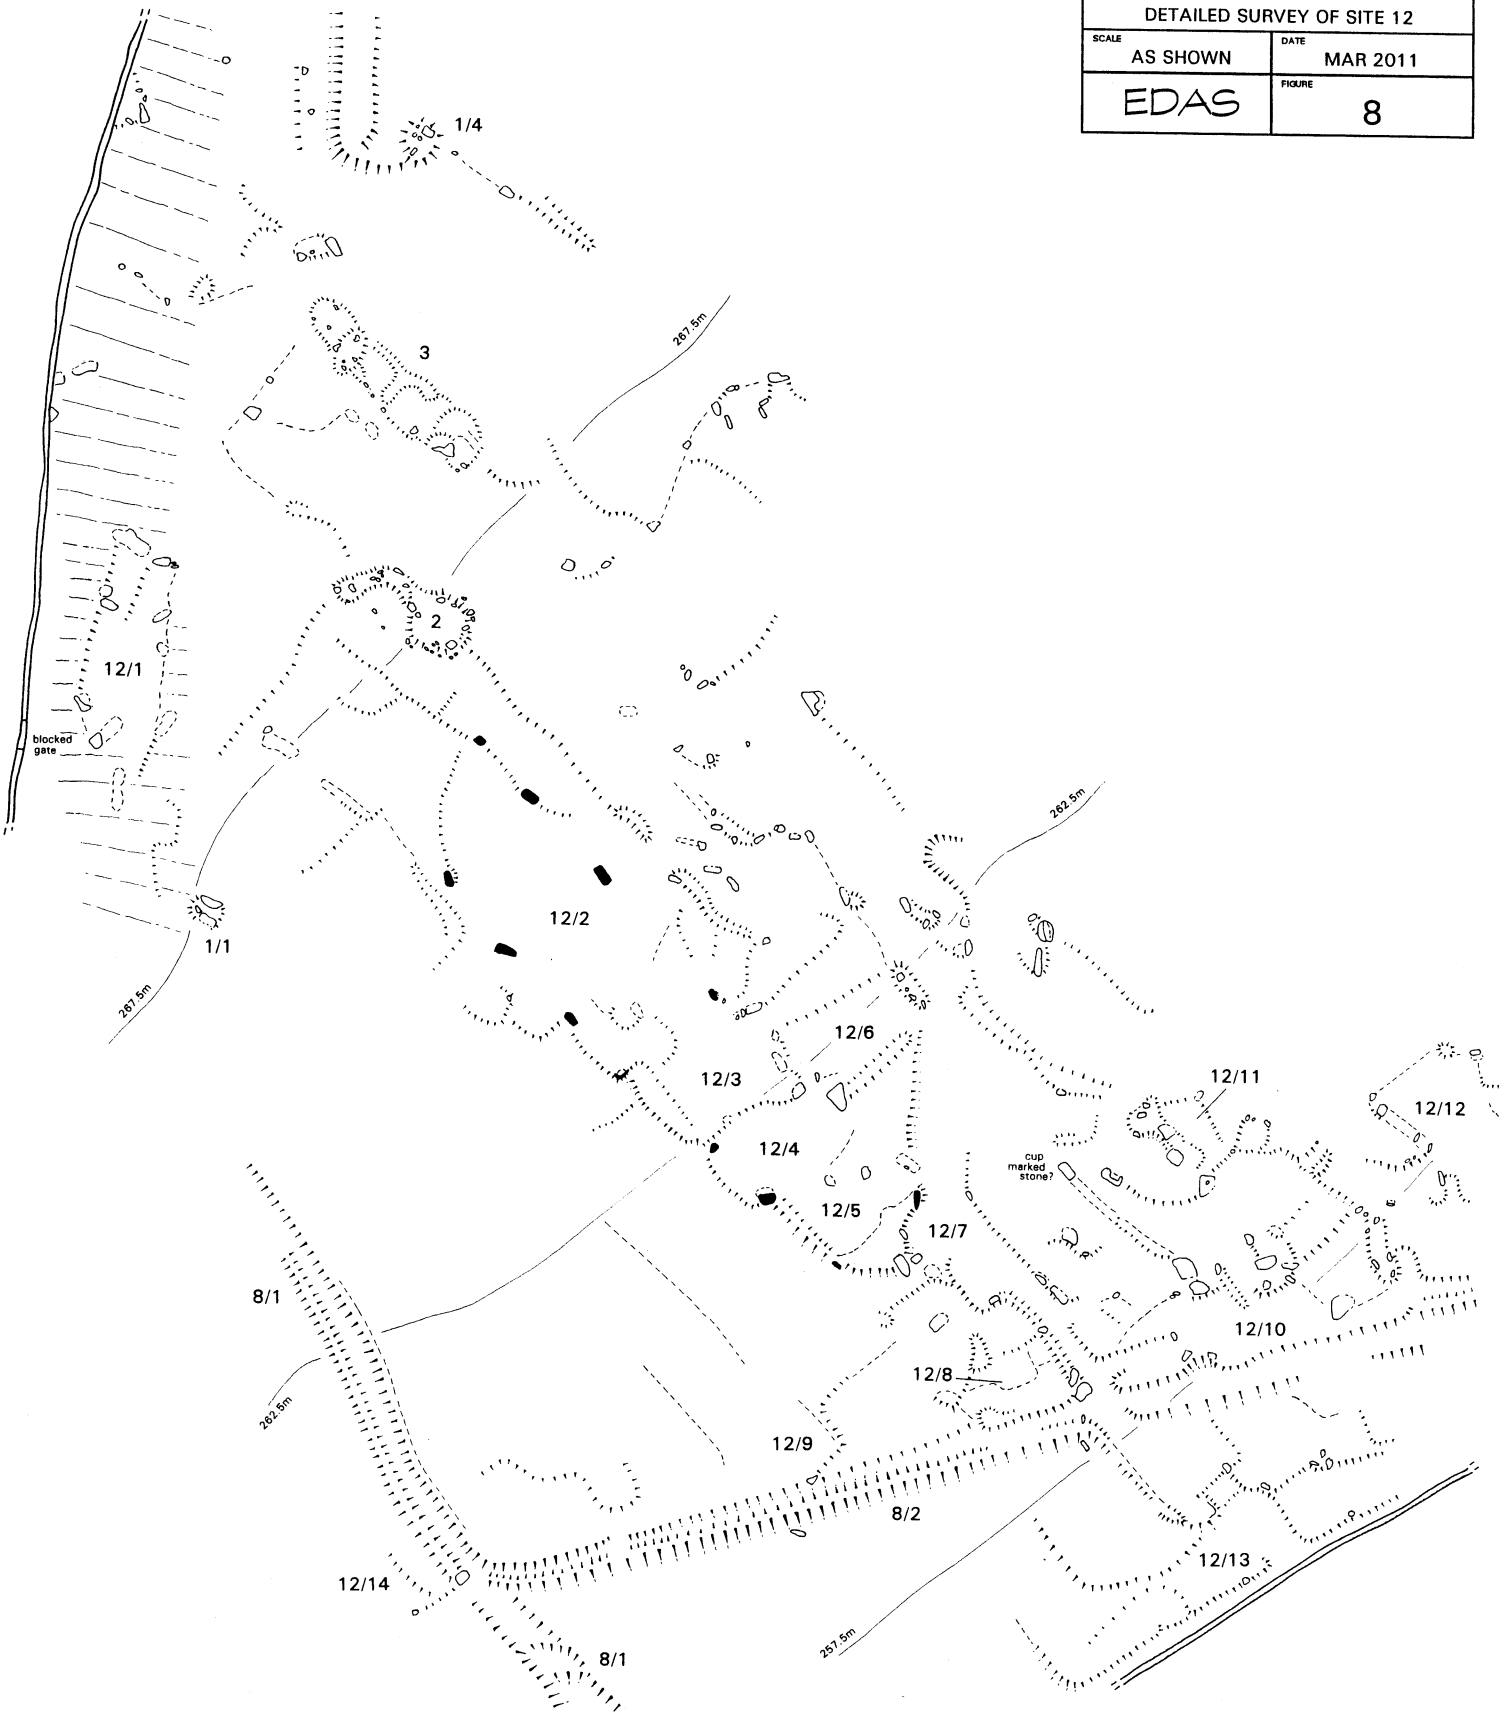 DETAILED SURVEY OF SITE 12
SCALE
AS SHOWN
DATE
MAR 2011
EDAS
FIGURE
8
1/4
3
267.5m
2
12/1
blocked
gate
262.5m
12/2
1/1
267.5m
12/6
12/3
12/11
12/12
12/4
cup
marked
stone?
12/5
12/7
8/1
12/10
12/8
262.5m
12/9
8/2
12/13
12/14
257.5m
8/1